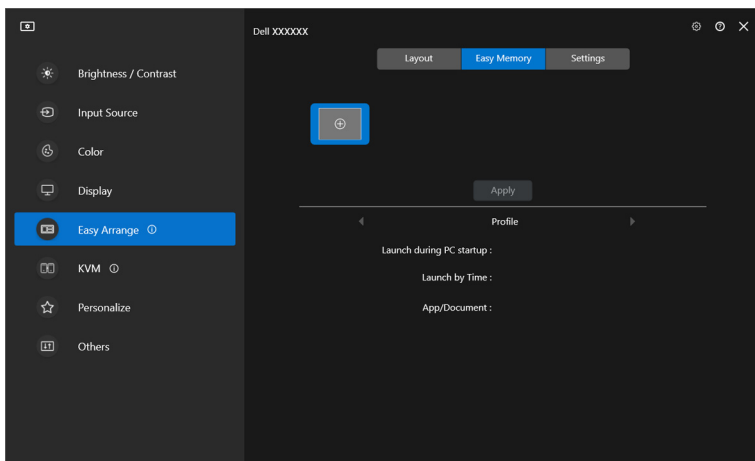 Dell XXXXXX
Brightness / Contrast
Input Source
Color
Display
Easy Arrange
KVM
Personalize
Others
Layout
Easy Memory
Settings
Apply
Profile
Launch during PC startup :
Launch by Time :
App/Document :